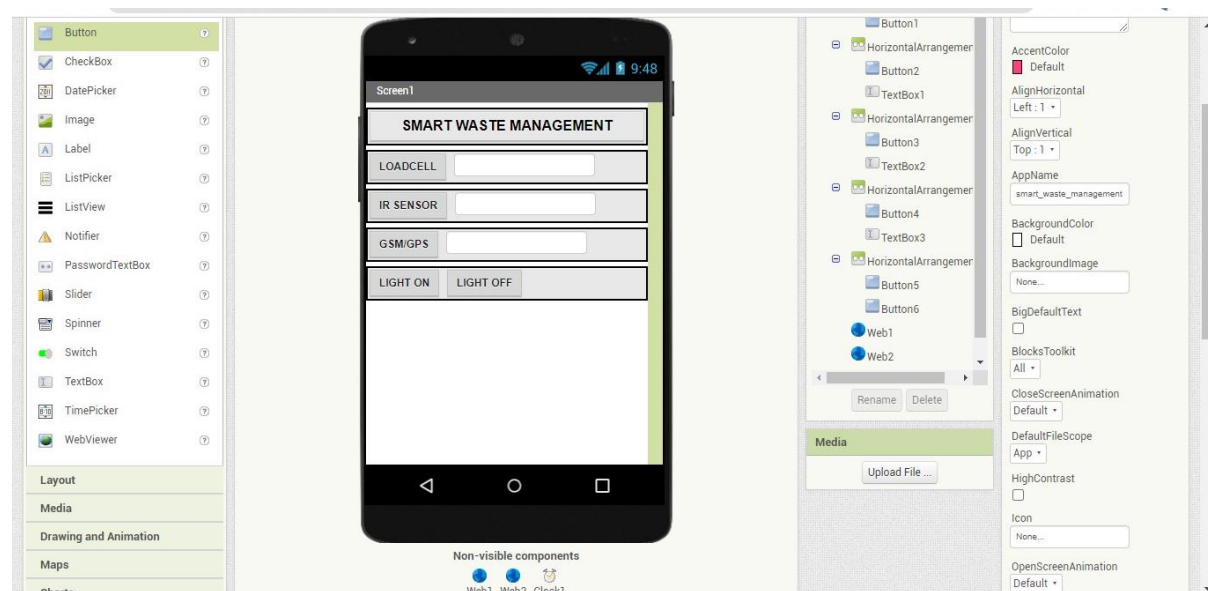 Button
CheckBox
DatePicker
Image
Label
ListPicker
ListView
Notifier
PasswordTextBox
Slider
Spinner
Switch
TextBox
TimePicker
WebViewer
Layout
Media
Drawing and Animation
Maps
Charts
9:48
Screen1
SMART WASTE MANAGEMENT
LOADCELL
IR SENSOR
GSM/GPS
LIGHT ON LIGHT OFF
Non-visible components
Web1 Web2 Clock1
Button1
HorizontalArrangemer
Button2
TextBox1
HorizontalArrangemer
Button3
TextBox2
HorizontalArrangemer
Button4
TextBox3
HorizontalArrangemer
Button5
Button6
Web1
Web2
Rename Delete
Media
Upload File ...
AccentColor
Default
AlignHorizontal
Left : 1
AlignVertical
Top : 1
AppName
smart_waste_management
BackgroundColor
Default
BackgroundImage
None...
BigDefaultText
BlocksToolkit
All
CloseScreenAnimation
Default
DefaultFileScope
App
HighContrast
Icon
None...
OpenScreenAnimation
Default